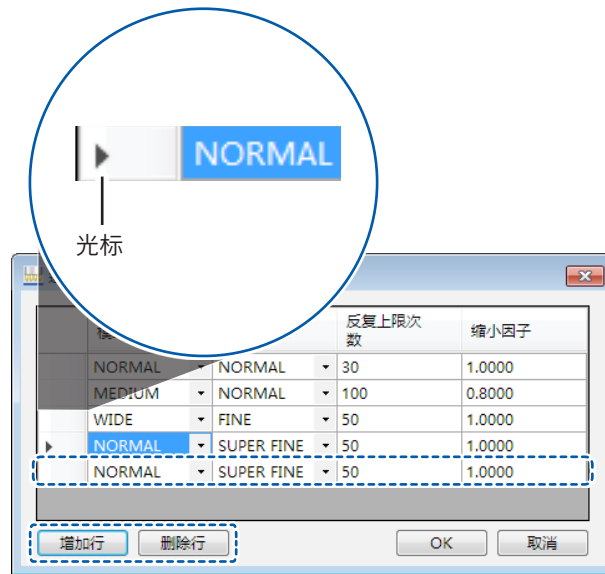 NORMAL
光标
反复上限次
数
缩小因子
NORMAL NORMAL 30 1.0000
MEDIUM NORMAL 100 0.8000
WIDE FINE 50 1.0000
NORMAL SUPER FINE 50 1.0000
NORMAL SUPER FINE 50 1.0000
增加行 删除行 OK 取消